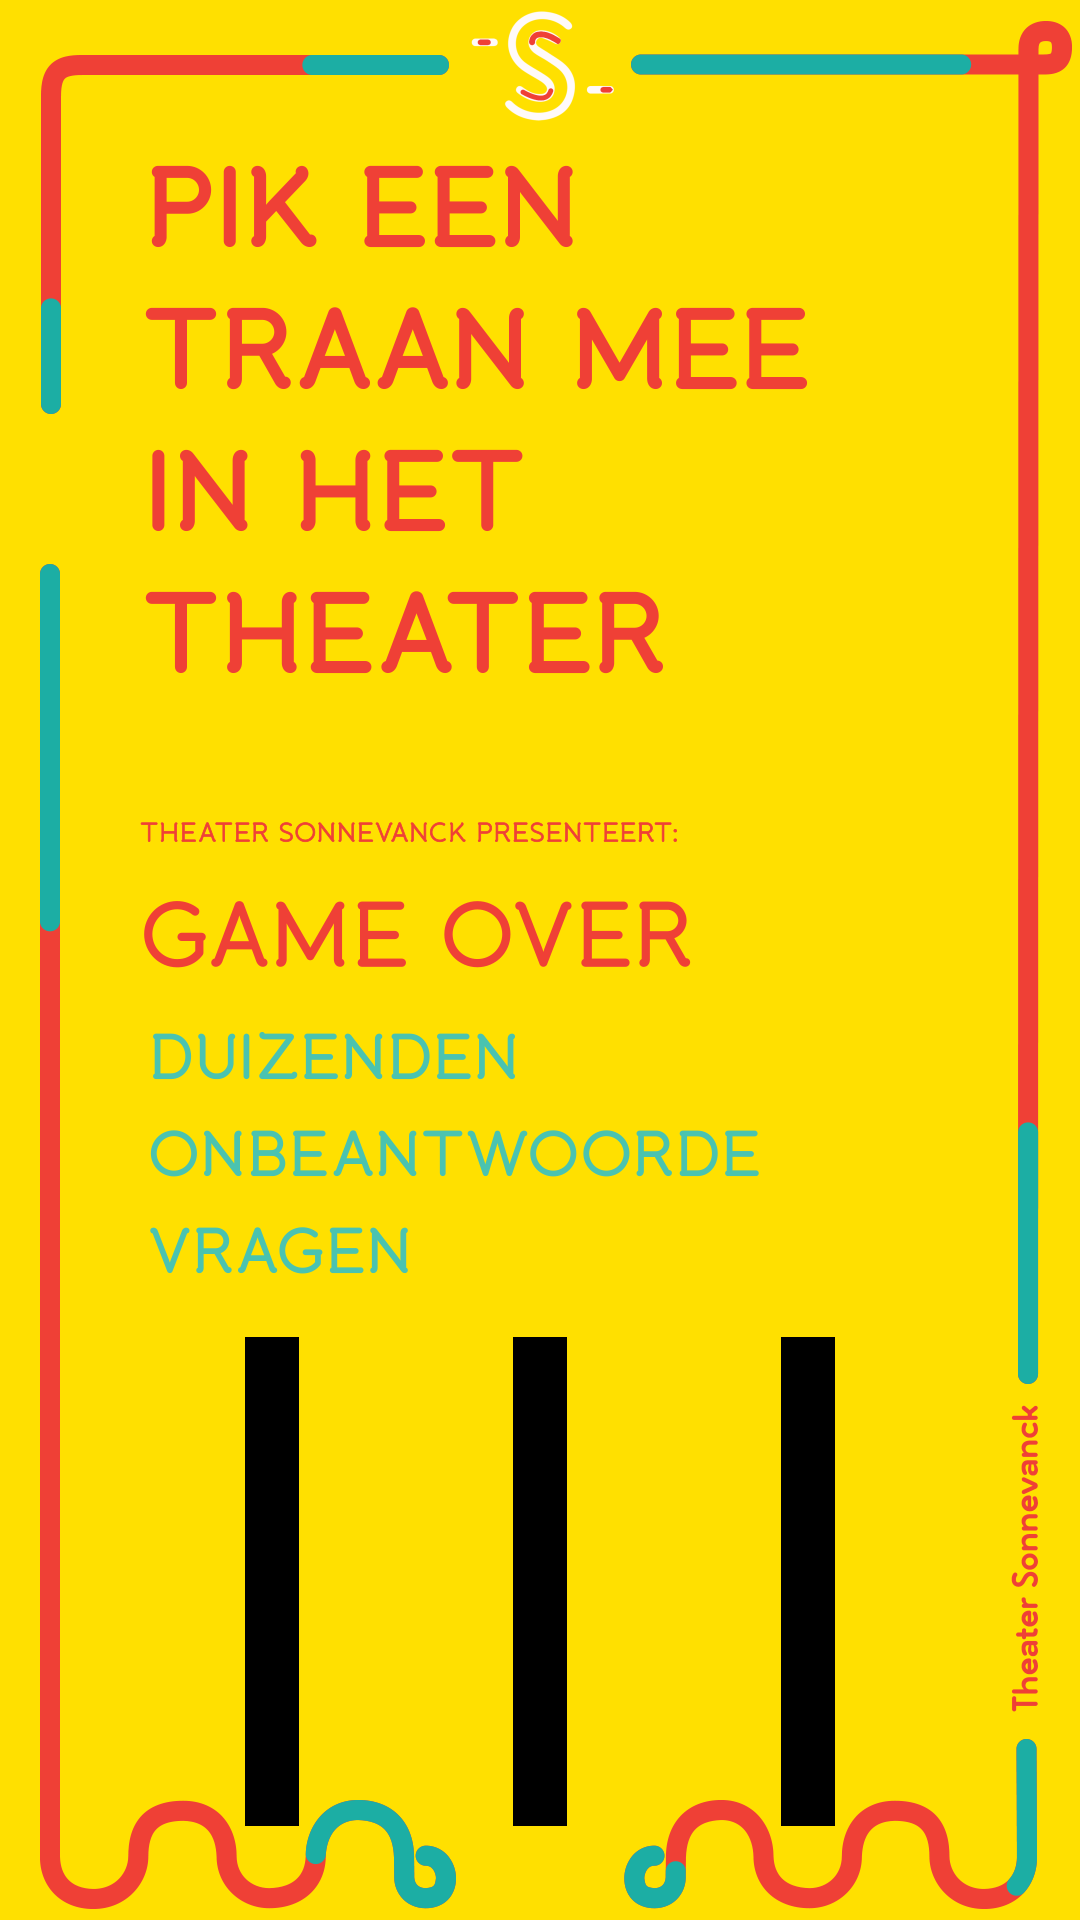 S
PIK EEN
TRAAN MEE
IN HET
THEATER
THEATER SONNEVANCK PRESENTEERT:
GAME OVER
DUIZENDEN
ONBEANTWOORDE
VRAGEN
Theater Sonnevanck